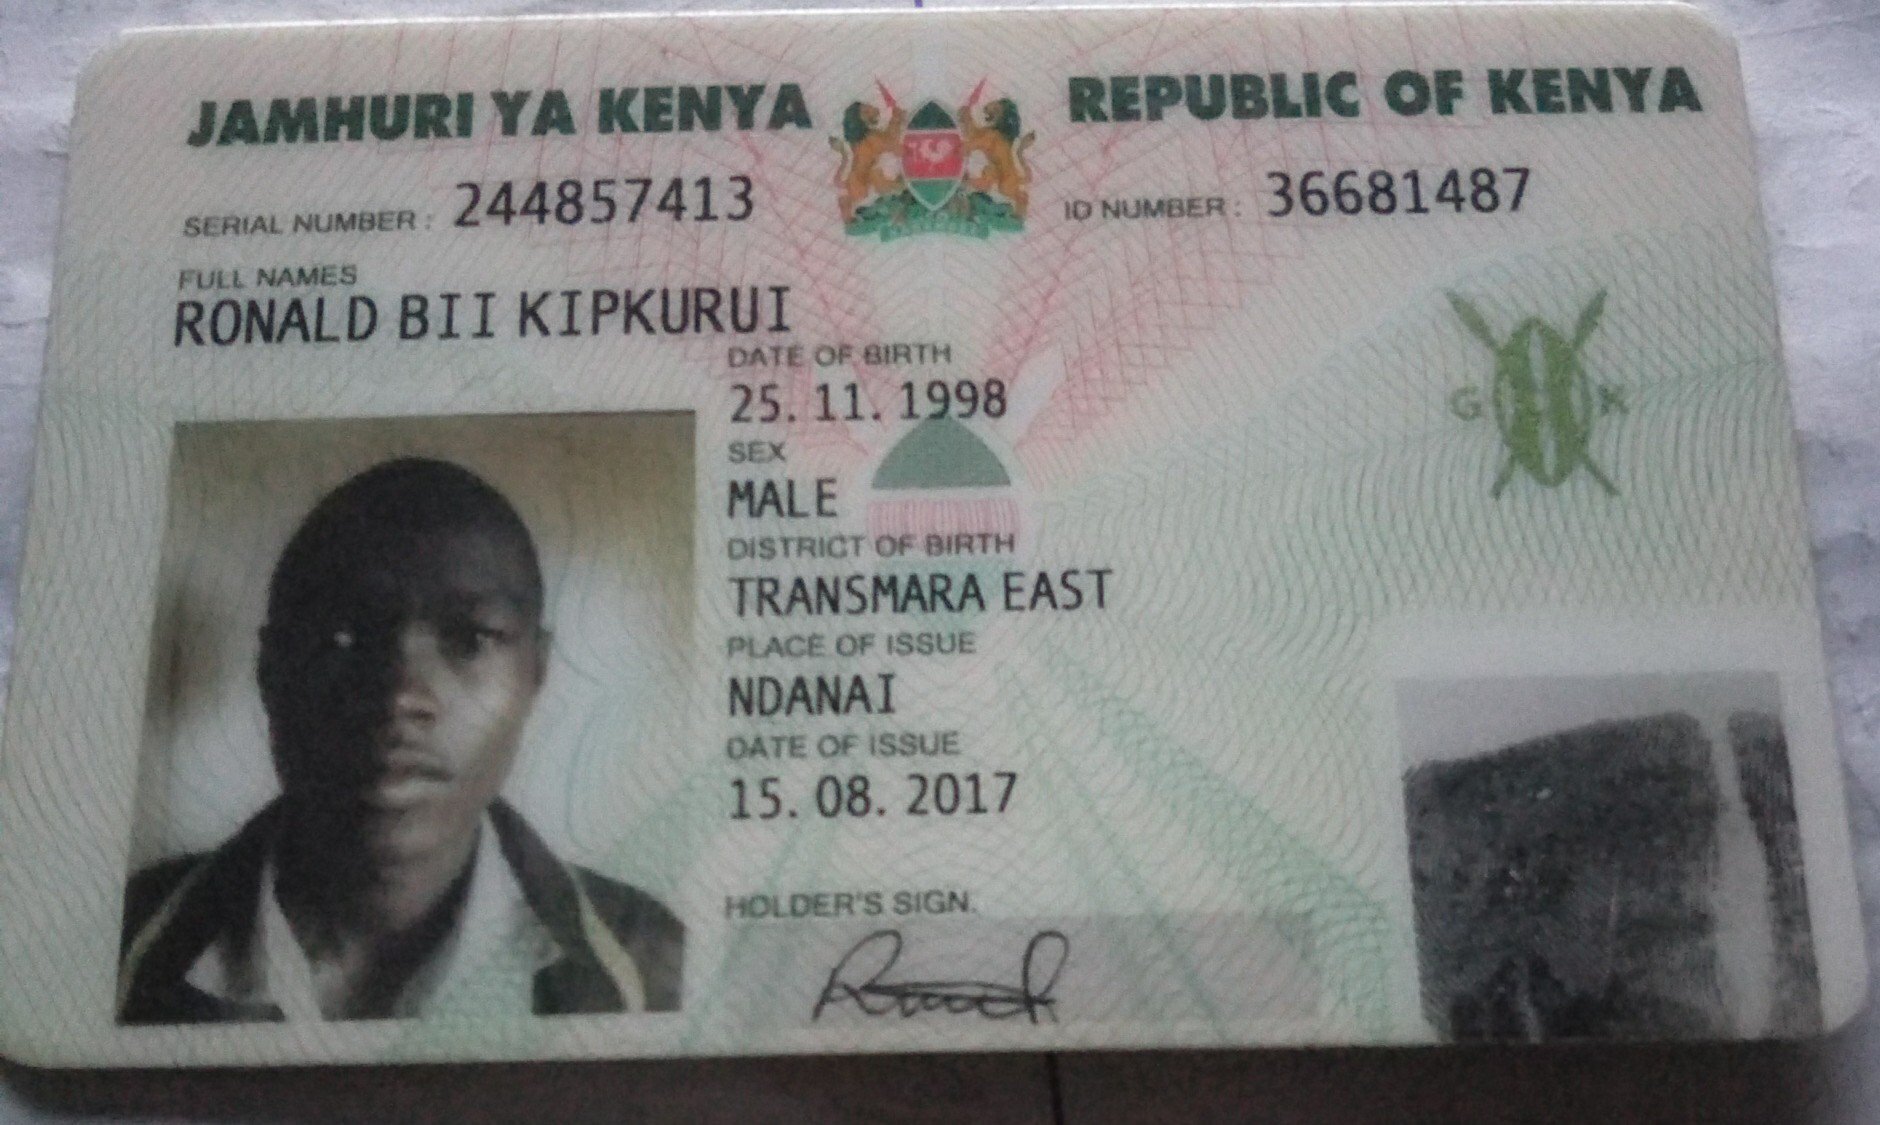 JAMHURI YA KENYA REPUBLIC OF KENYA
SERIAL NUMBER : 244857413 ID NUMBER : 36681487
FULL NAMES
RONALD BII KIPKURUI
DATE OF BIRTH
25. 11. 1998
SEX
MALE
DISTRICT OF BIRTH
TRANSMARA EAST
PLACE OF ISSUE
NDANAI
DATE OF ISSUE
15. 08. 2017
HOLDER'S SIGN.
G K